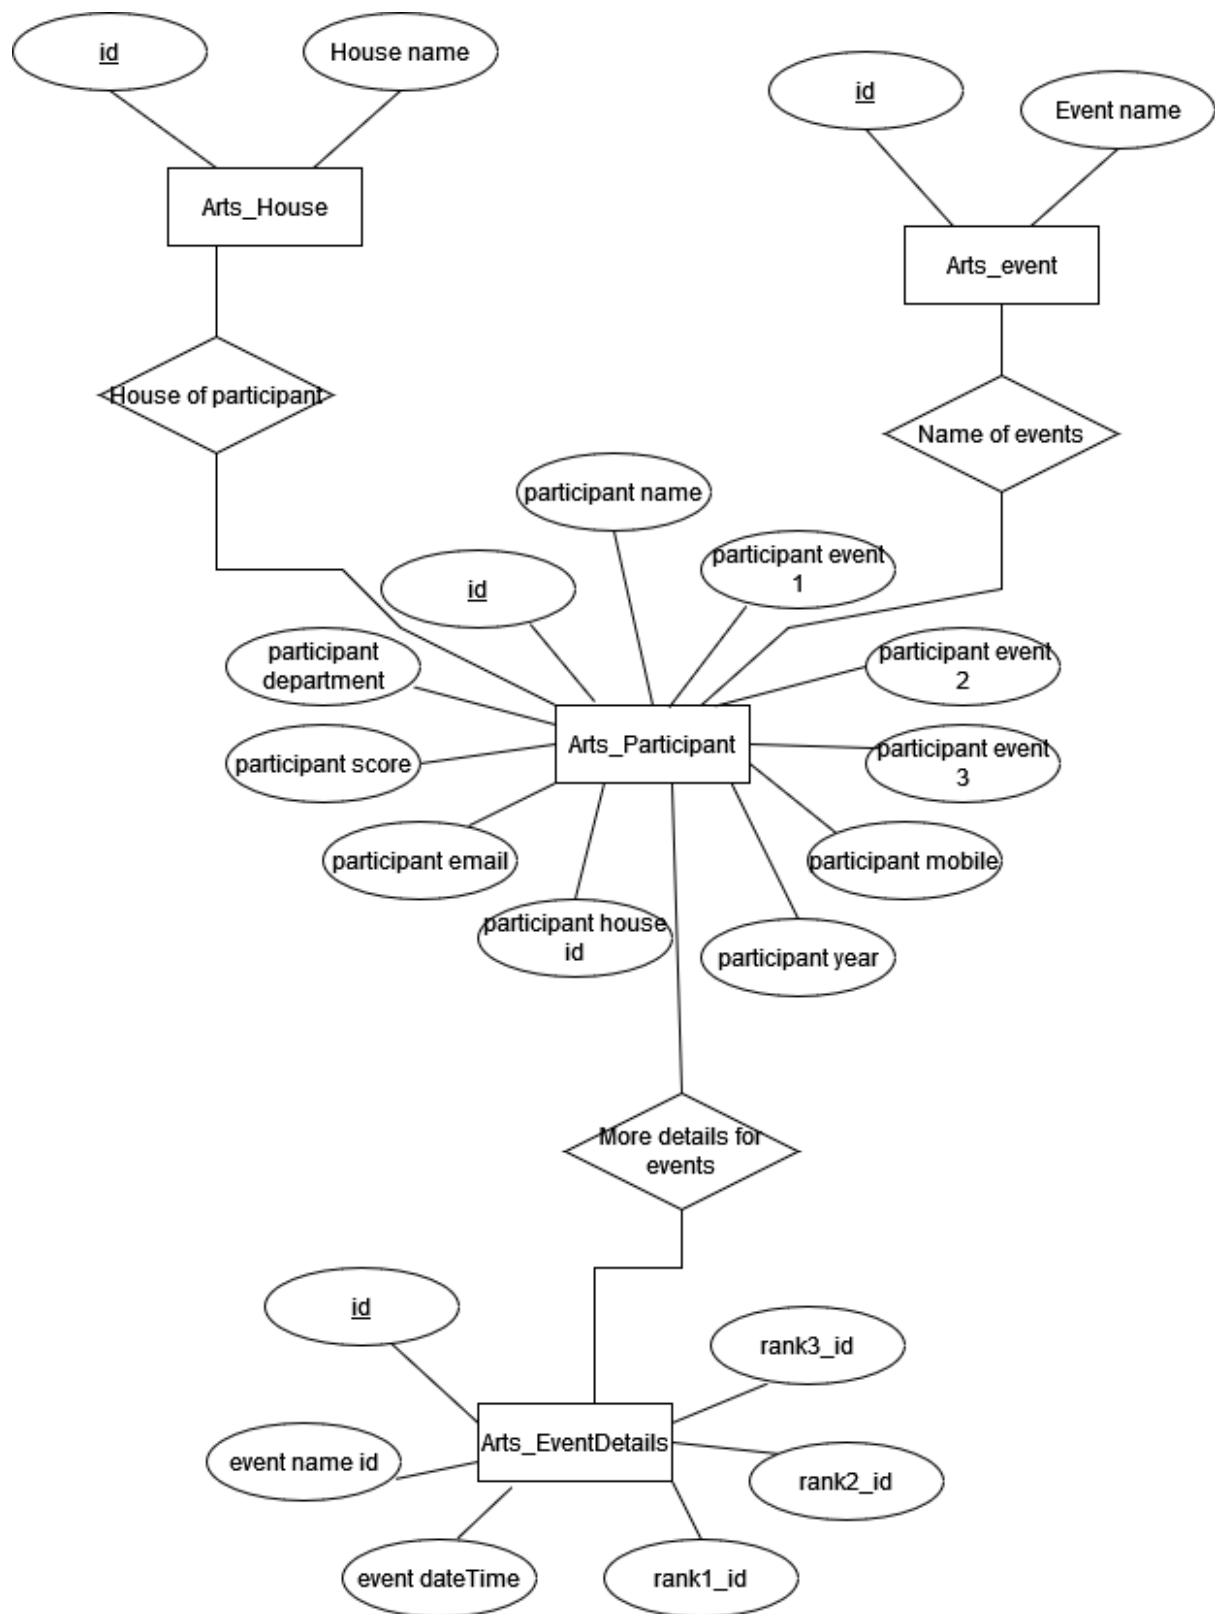 id
House name
id
Event name
Arts_House
Arts_event
House of participant
Name of events
participant name
participant event
1
id
participant
department
participant event
2
Arts_Participant
participant score
participant event
3
participant email
participant mobile
participant house
id
participant year
More details for
events
id
rank3_id
Arts_EventDetails
event name id
rank2_id
event dateTime
rank1_id